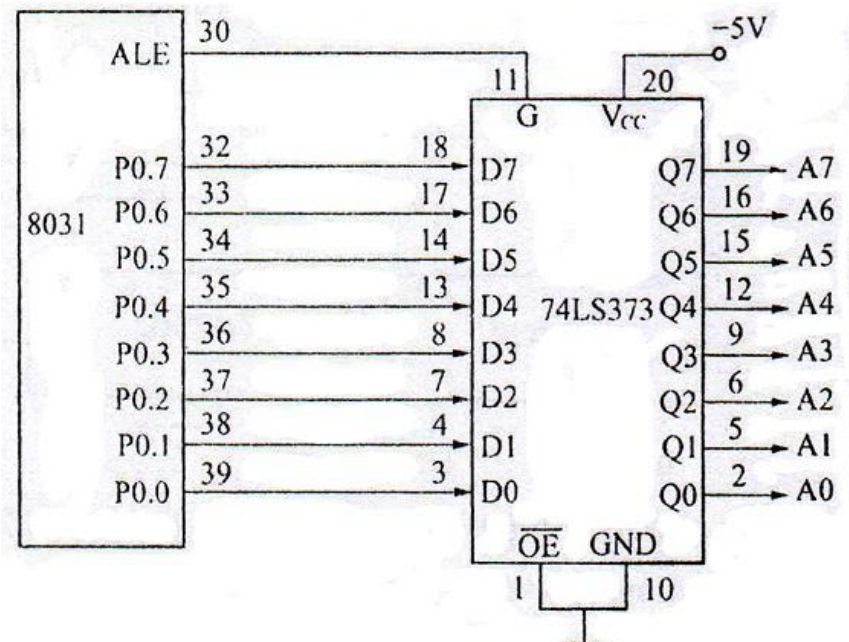 30
-5V
ALE
11
20
G
VCC
P0.7 32 18 D7 Q7 19 A7
P0.6 33 17 D6 Q6 16 A6
8031
P0.5 34 14 D5 Q5 15 A5
P0.4 35 13 D4 74LS373 Q4 12 A4
P0.3 36 8 D3 Q3 9 A3
P0.2 37 7 D2 Q2 6 A2
P0.1 38 4 D1 Q1 5 A1
P0.0 39 3 D0 Q0 2 A0
O̅E̅ GND
1 10